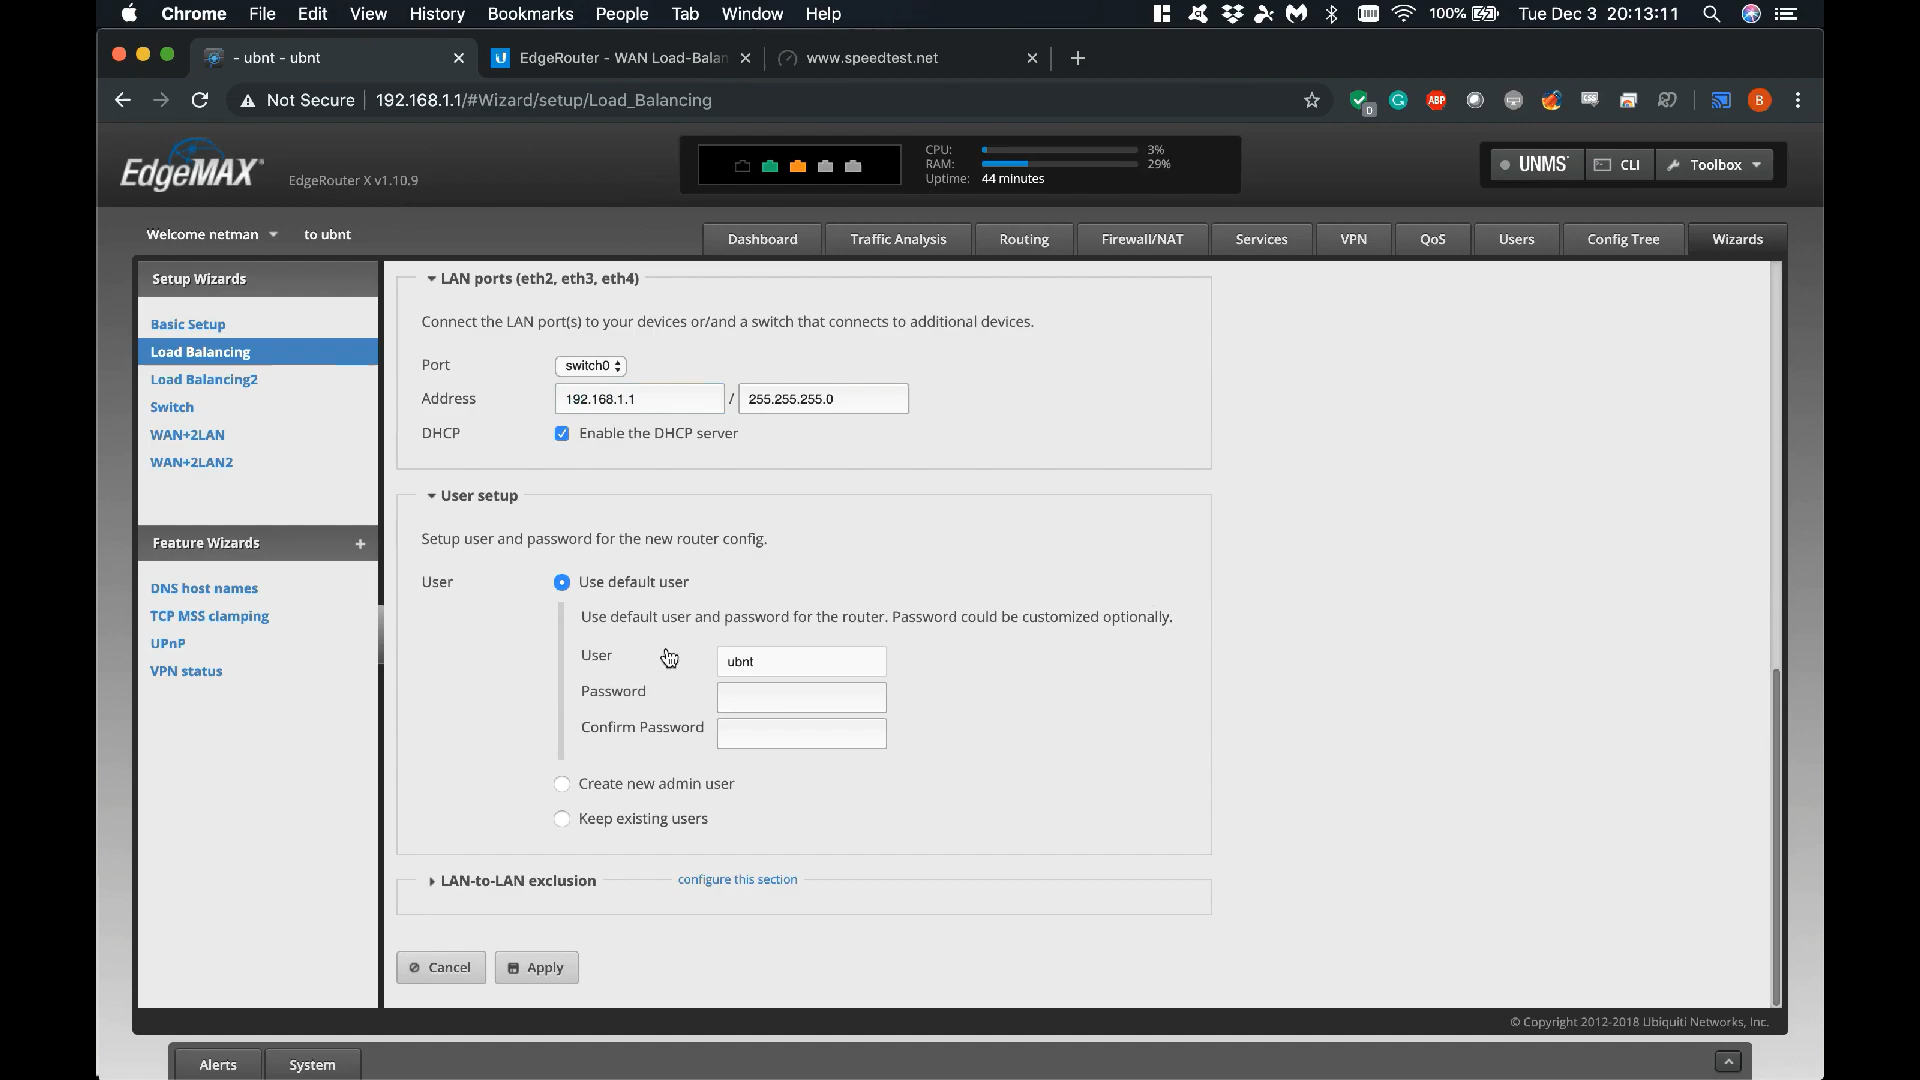 Chrome File Edit View History Bookmarks People Tab Window Help 100% Tue Dec 3 20:13:11
- ubnt - ubnt EdgeRouter - WAN Load-Balan www.speedtest.net
Not Secure 192.168.1.1/#Wizard/setup/Load_Balancing ABP CSS B
0
EdgeMAX EdgeRouter X v1.10.9
CPU: 3%
RAM: 29%
Uptime: 44 minutes
UNMS CLI Toolbox
Welcome netman to ubnt
Dashboard Traffic Analysis Routing Firewall/NAT Services VPN QoS Users Config Tree Wizards
Setup Wizards
Basic Setup
Load Balancing
Load Balancing2
Switch
WAN+2LAN
WAN+2LAN2
Feature Wizards +
DNS host names
TCP MSS clamping
UPnP
VPN status
LAN ports (eth2, eth3, eth4)
Connect the LAN port(s) to your devices or/and a switch that connects to additional devices.
Port switch0
Address 192.168.1.1 / 255.255.255.0
DHCP Enable the DHCP server
User setup
Setup user and password for the new router config.
User Use default user
Use default user and password for the router. Password could be customized optionally.
User ubnt
Password
Confirm Password
Create new admin user
Keep existing users
LAN-to-LAN exclusion configure this section
Cancel Apply
© Copyright 2012-2018 Ubiquiti Networks, Inc.
Alerts System